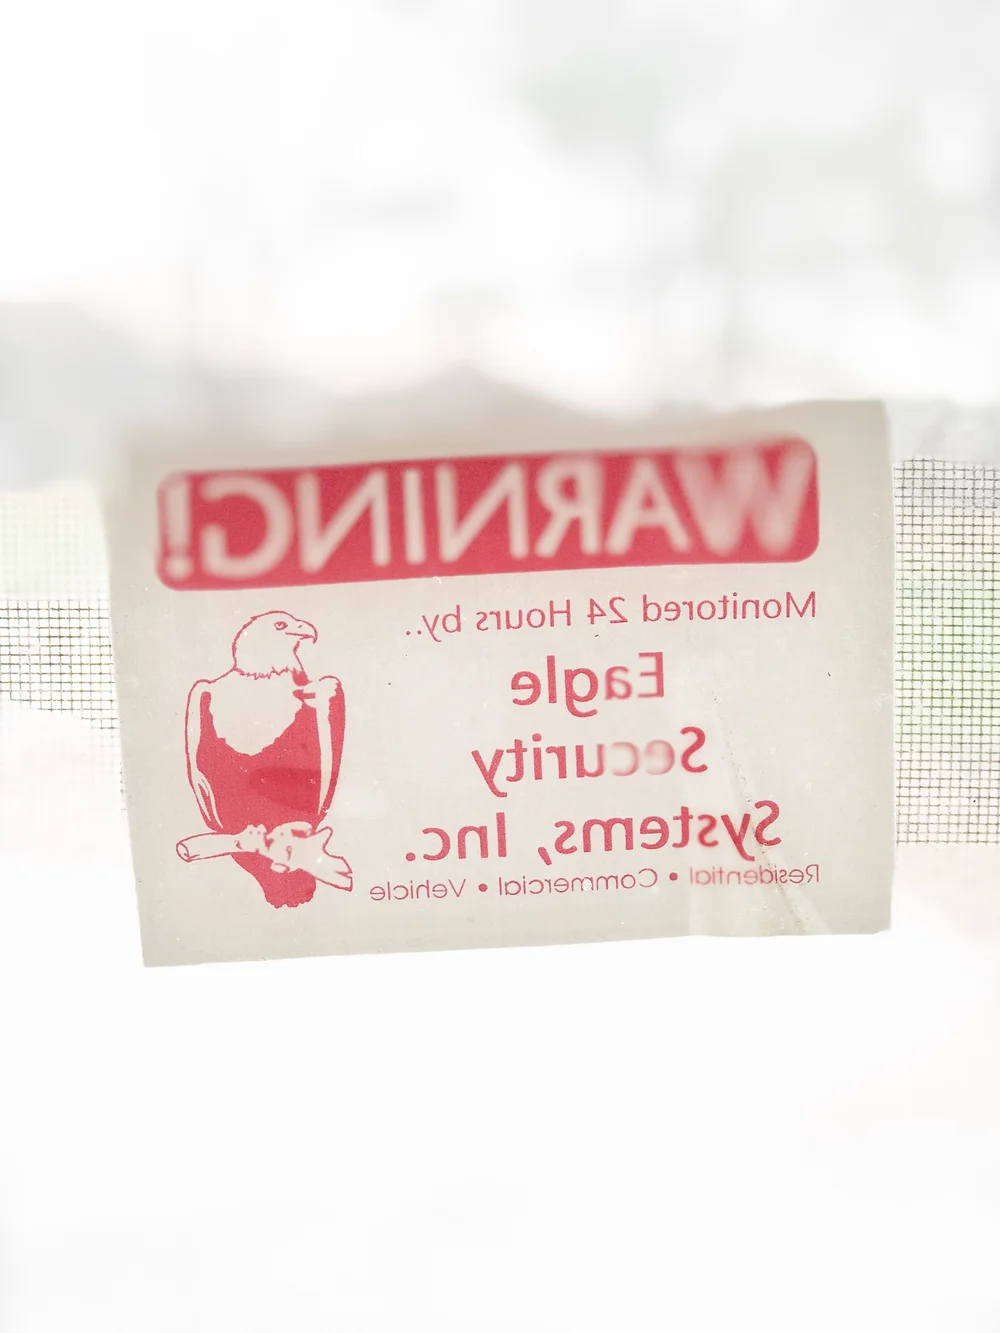 WARNING!
Monitored 24 Hours by..
Eagle
Security
Systems, Inc.
Residential • Commercial • Vehicle